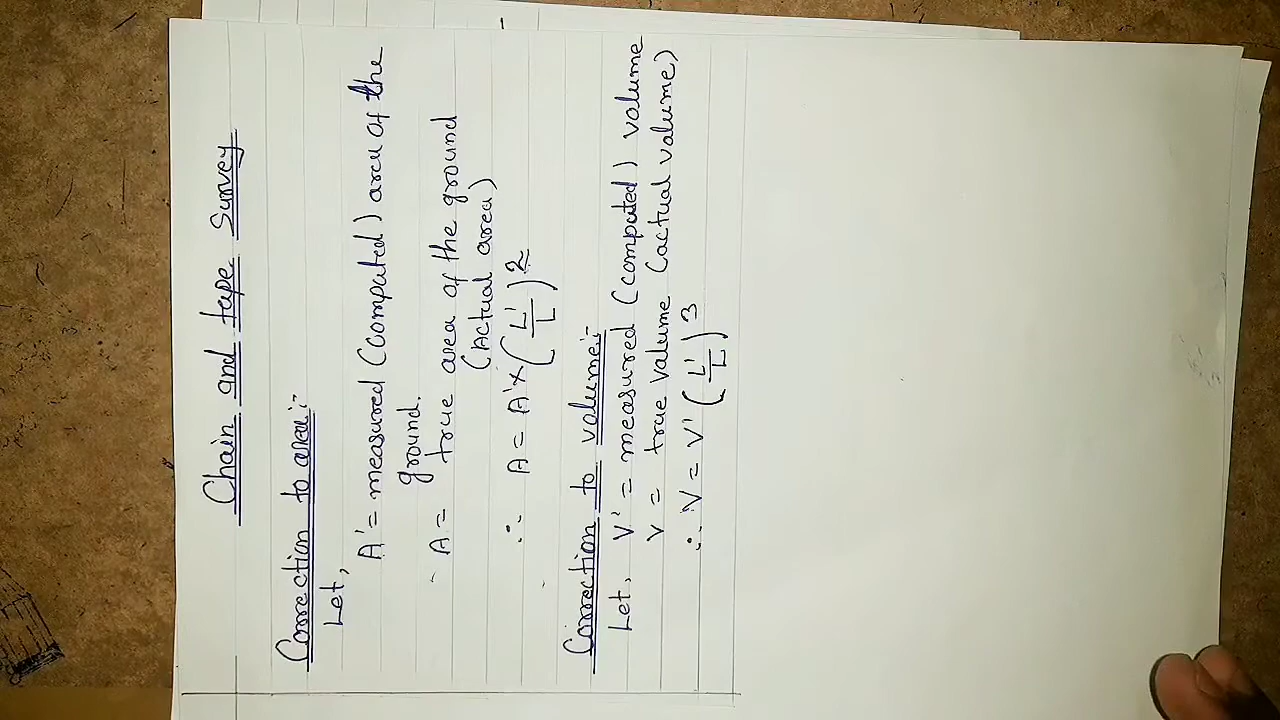 Chain and tape Survey
Correction to area:-
Let,
A' = measured (computed) area of the
ground.
A = true area of the ground
(Actual area)
∴ A = A' × (L'/L)^2
Correction to volume:-
Let, V' = measured (computed) volume
V = true volume (actual volume)
∴ V = V' (L'/L)^3